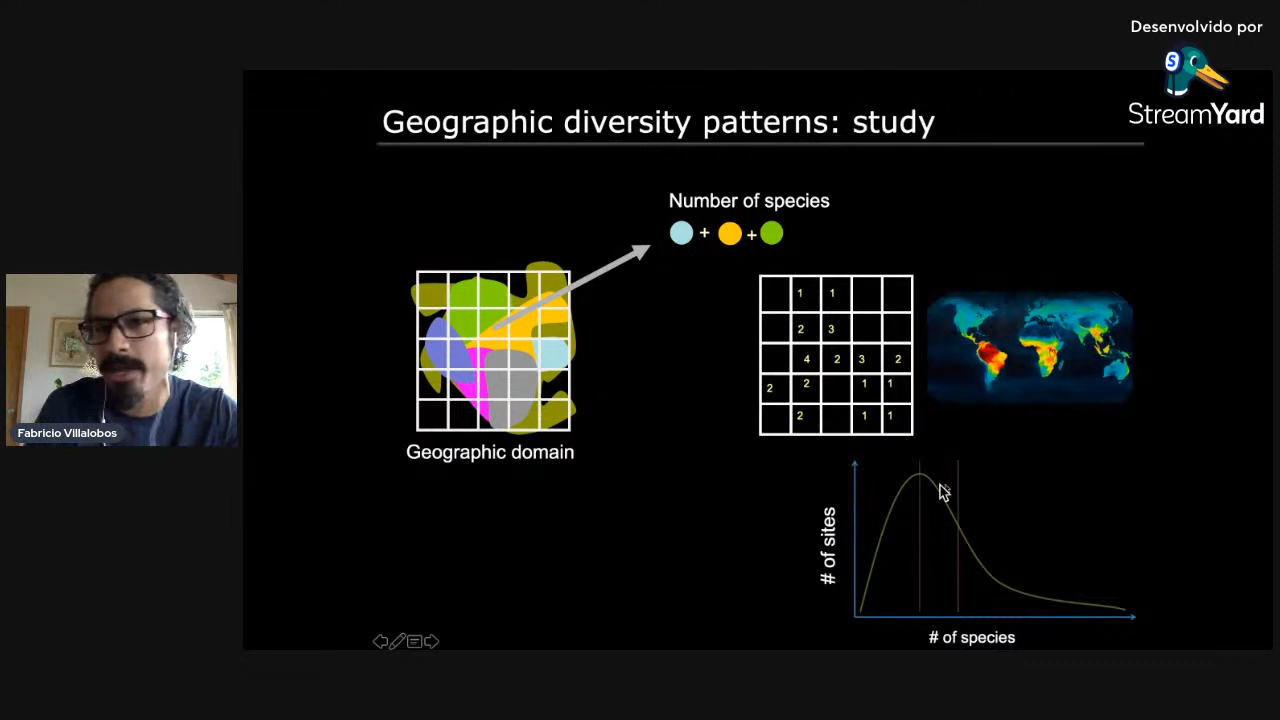 Desenvolvido por
StreamYard
Geographic diversity patterns: study
Number of species
+ +
1 1
2 3
4 2 3 2
2 2 1 1
2 1 1
Geographic domain
Fabricio Villalobos
# of sites
# of species